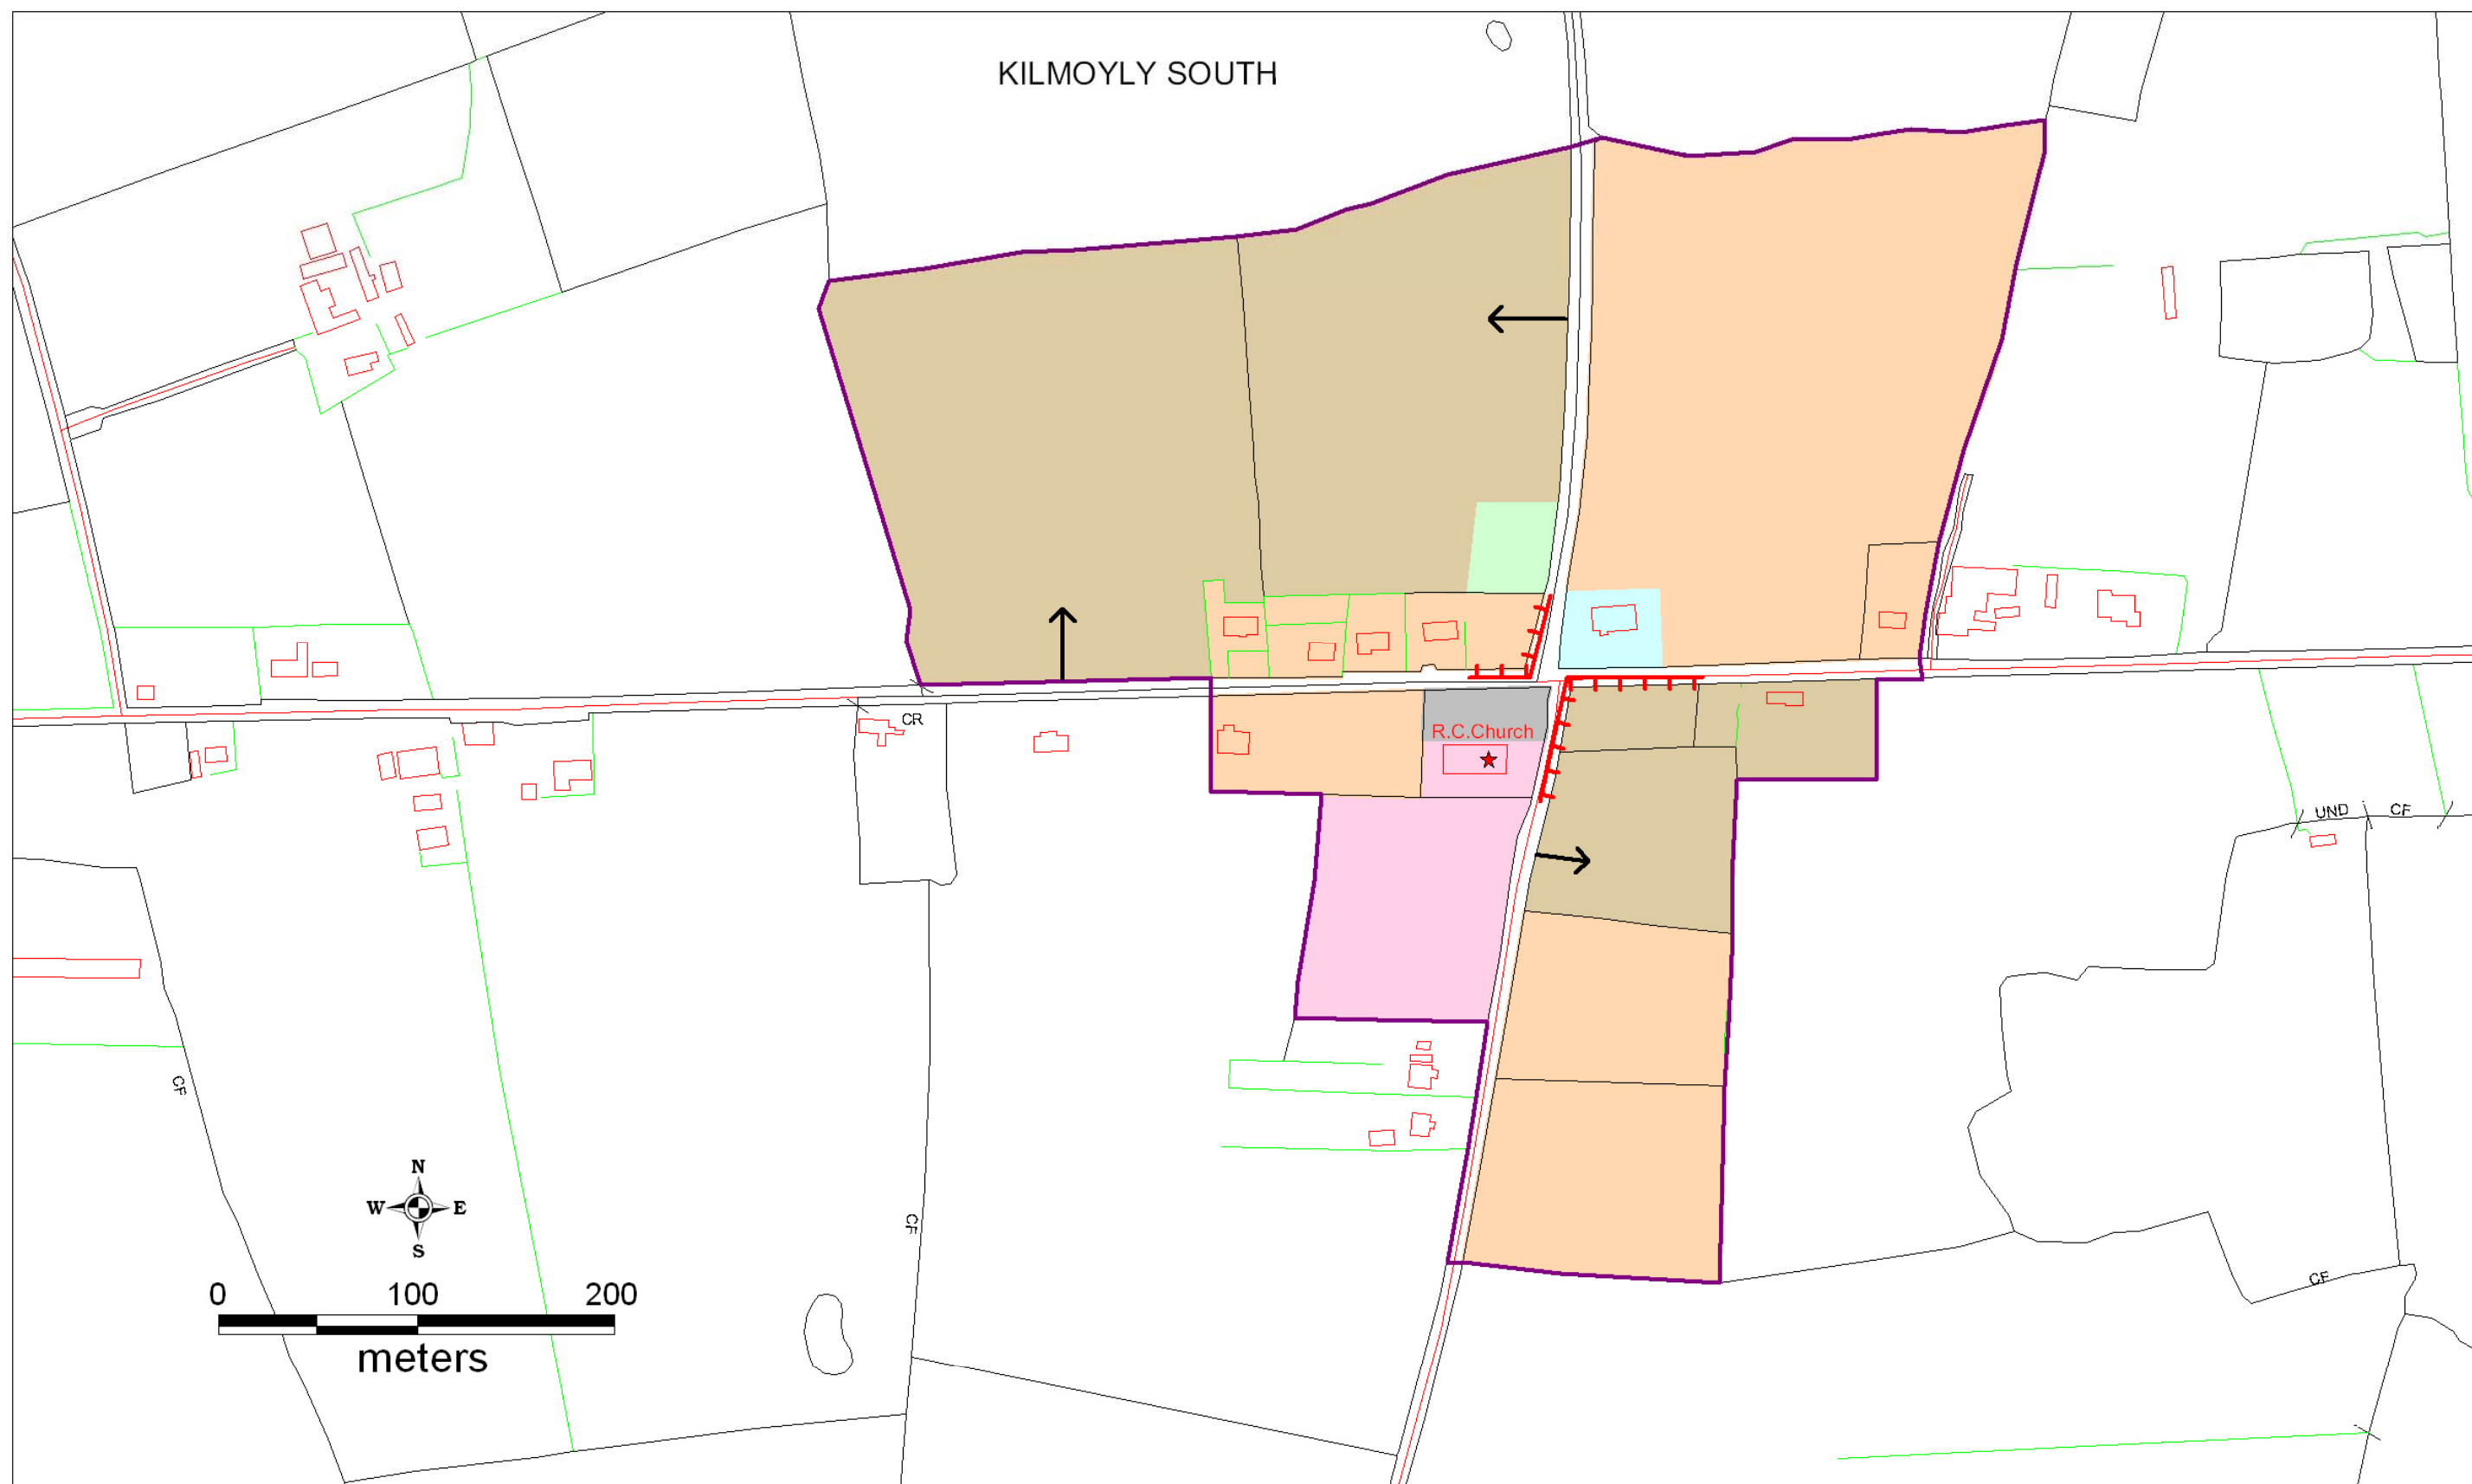 KILMOYLY SOUTH
CR
R.C.Church
UND
CF
CF
CF
CF
N
W
E
S
0
100
200
meters